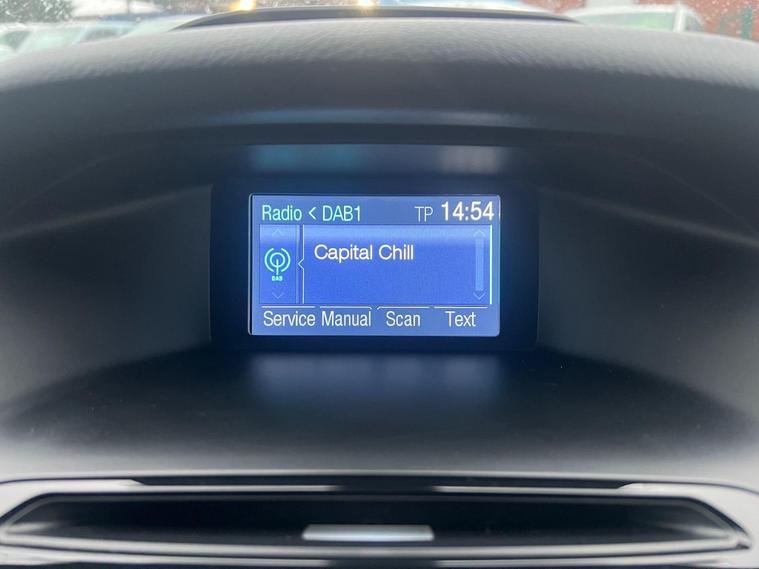 Radio < DAB1 TP 14:54
Capital Chill
DAB
Service Manual Scan Text